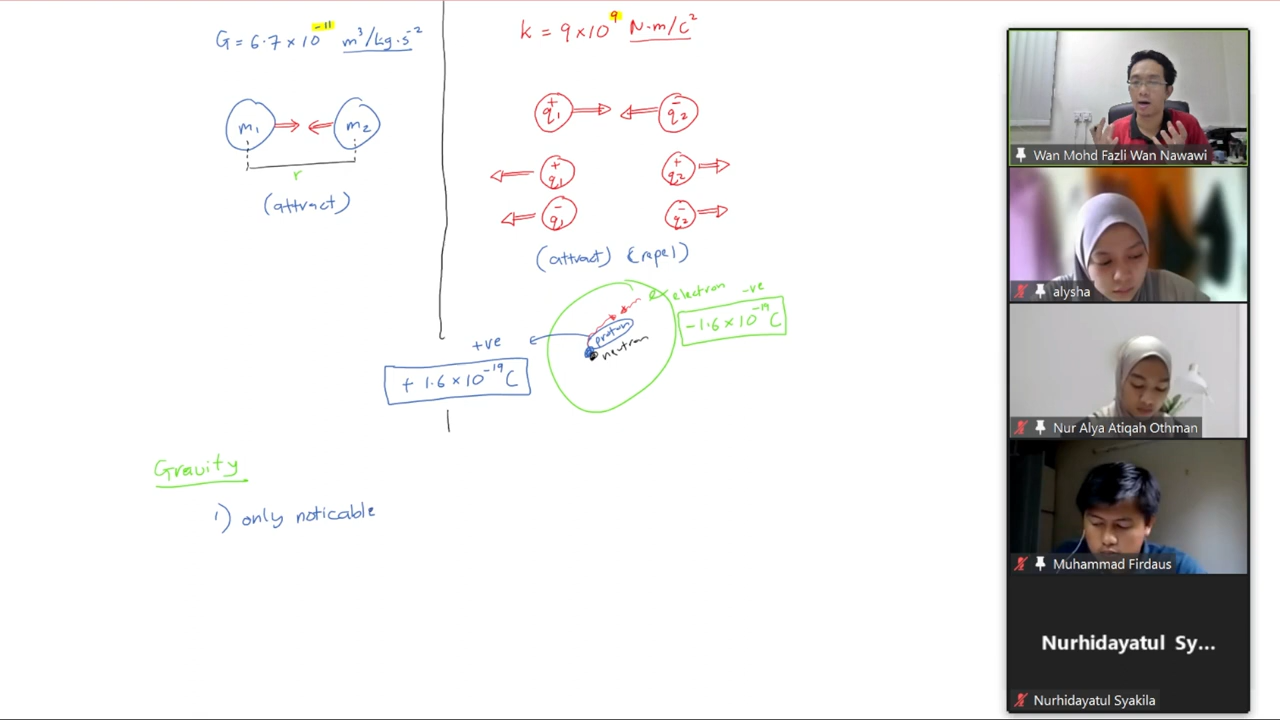 G = 6.7 x 10⁻¹¹ m³/kg·s⁻²
k = 9 x 10⁹ N·m/C²
m₁ m₂
r
(attract)
+ q₁ - q₂
+ q₁ + q₂
- q₁ - q₂
(attract) (repel)
electron -ve
- 1.6 x 10⁻¹⁹ C
proton
neutron
+ve
+ 1.6 x 10⁻¹⁹ C
Gravity
1) only noticable
Wan Mohd Fazli Wan Nawawi
alysha
Nur Alya Atiqah Othman
Muhammad Firdaus
Nurhidayatul Sy...
Nurhidayatul Syakila